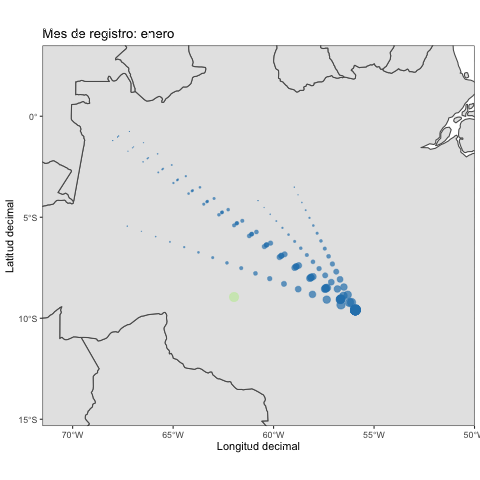 Mes de registro: enero
0°
5°S
10°S
15°S
Latitud decimal
70°W 65°W 60°W 55°W 50°W
Longitud decimal